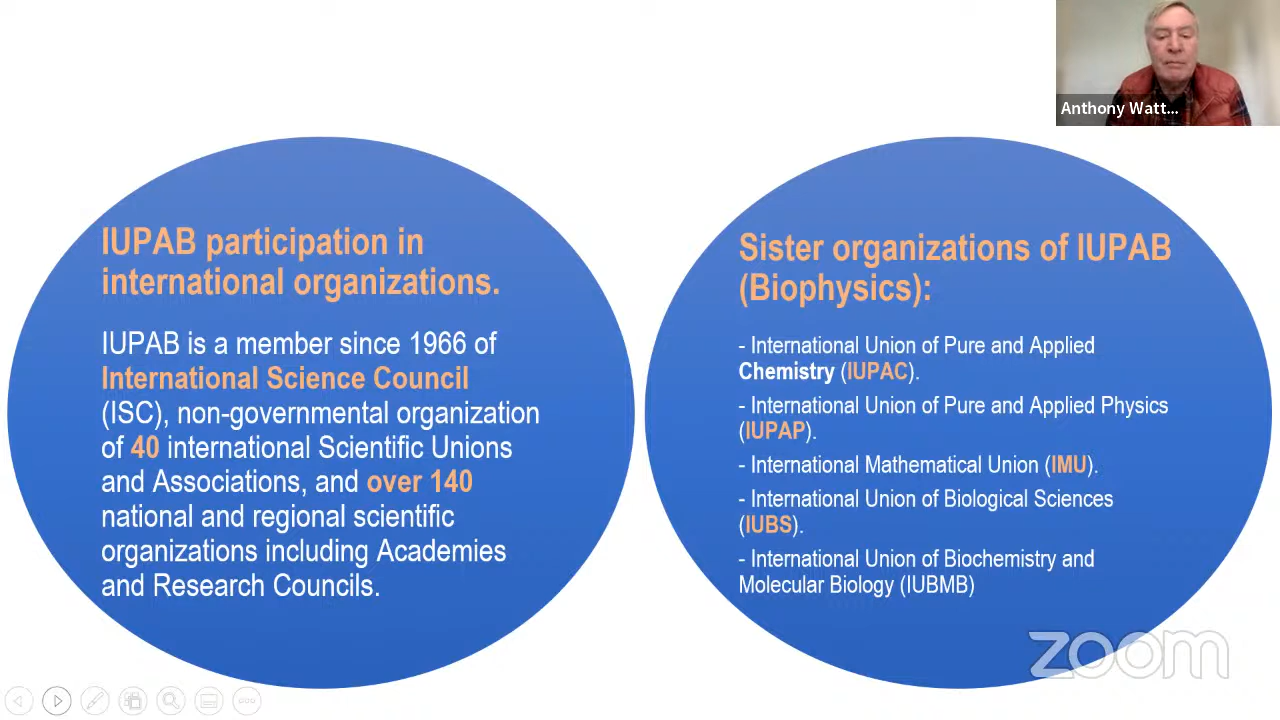 Anthony Watt...
IUPAB participation in
international organizations.
IUPAB is a member since 1966 of
International Science Council
(ISC), non-governmental organization
of 40 international Scientific Unions
and Associations, and over 140
national and regional scientific
organizations including Academies
and Research Councils.
Sister organizations of IUPAB
(Biophysics):
- International Union of Pure and Applied
Chemistry (IUPAC).
- International Union of Pure and Applied Physics
(IUPAP).
- International Mathematical Union (IMU).
- International Union of Biological Sciences
(IUBS).
- International Union of Biochemistry and
Molecular Biology (IUBMB)
zoom